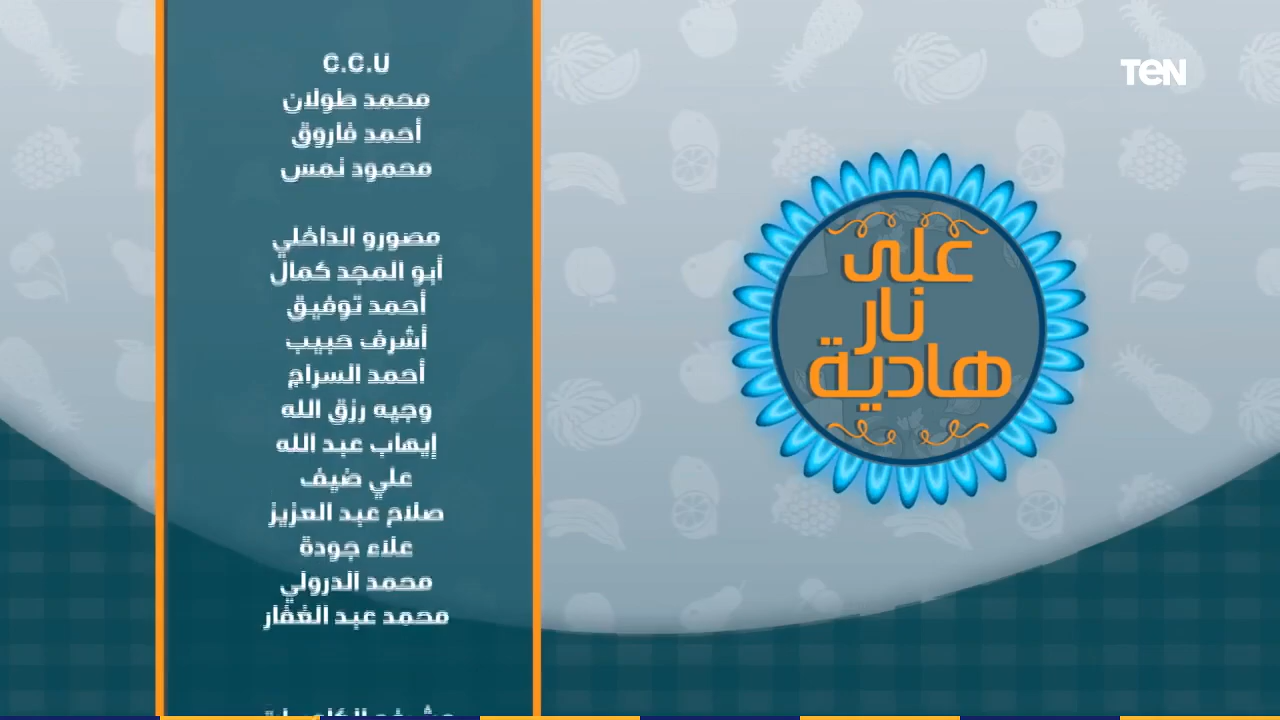 C.C.U
محمد طولان
أحمد فاروق
محمود نمس
مصورو الداخلي
أبو المجد كمال
أحمد توفيق
أشرف حبيب
أحمد السراج
وجيه رزق الله
إيهاب عبد الله
علي ضيف
صلاح عبد العزيز
علاء جودة
محمد الدرولي
محمد عبد الغفار
TeN
على
نار
هادية